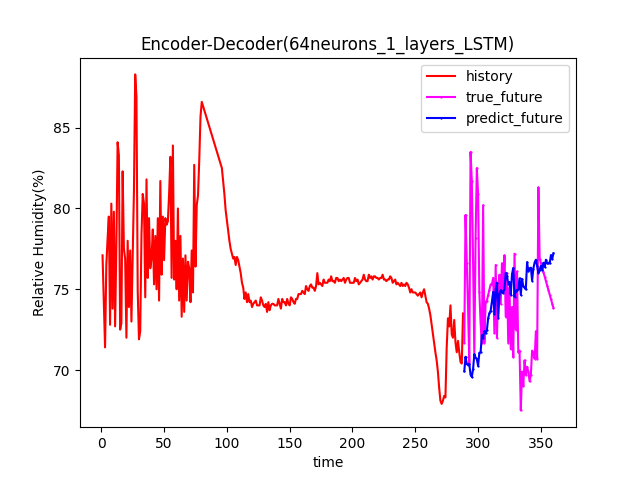 Encoder-Decoder(64neurons_1_layers_LSTM)
history
true_future
predict_future
Relative Humidity(%)
85
80
75
70
0 50 100 150 200 250 300 350
time